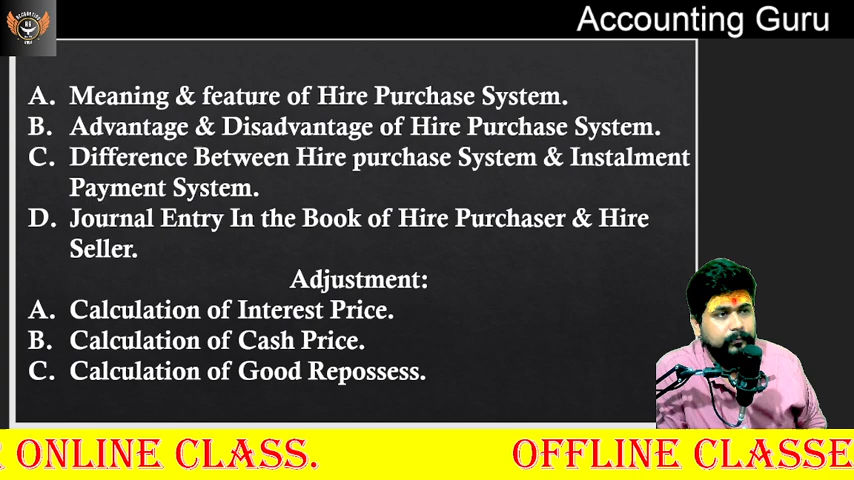 Accounting Guru
A. Meaning & feature of Hire Purchase System.
B. Advantage & Disadvantage of Hire Purchase System.
C. Difference Between Hire purchase System & Instalment
Payment System.
D. Journal Entry In the Book of Hire Purchaser & Hire
Seller.
Adjustment:
A. Calculation of Interest Price.
B. Calculation of Cash Price.
C. Calculation of Good Repossess.
ONLINE CLASS. OFFLINE CLASSE